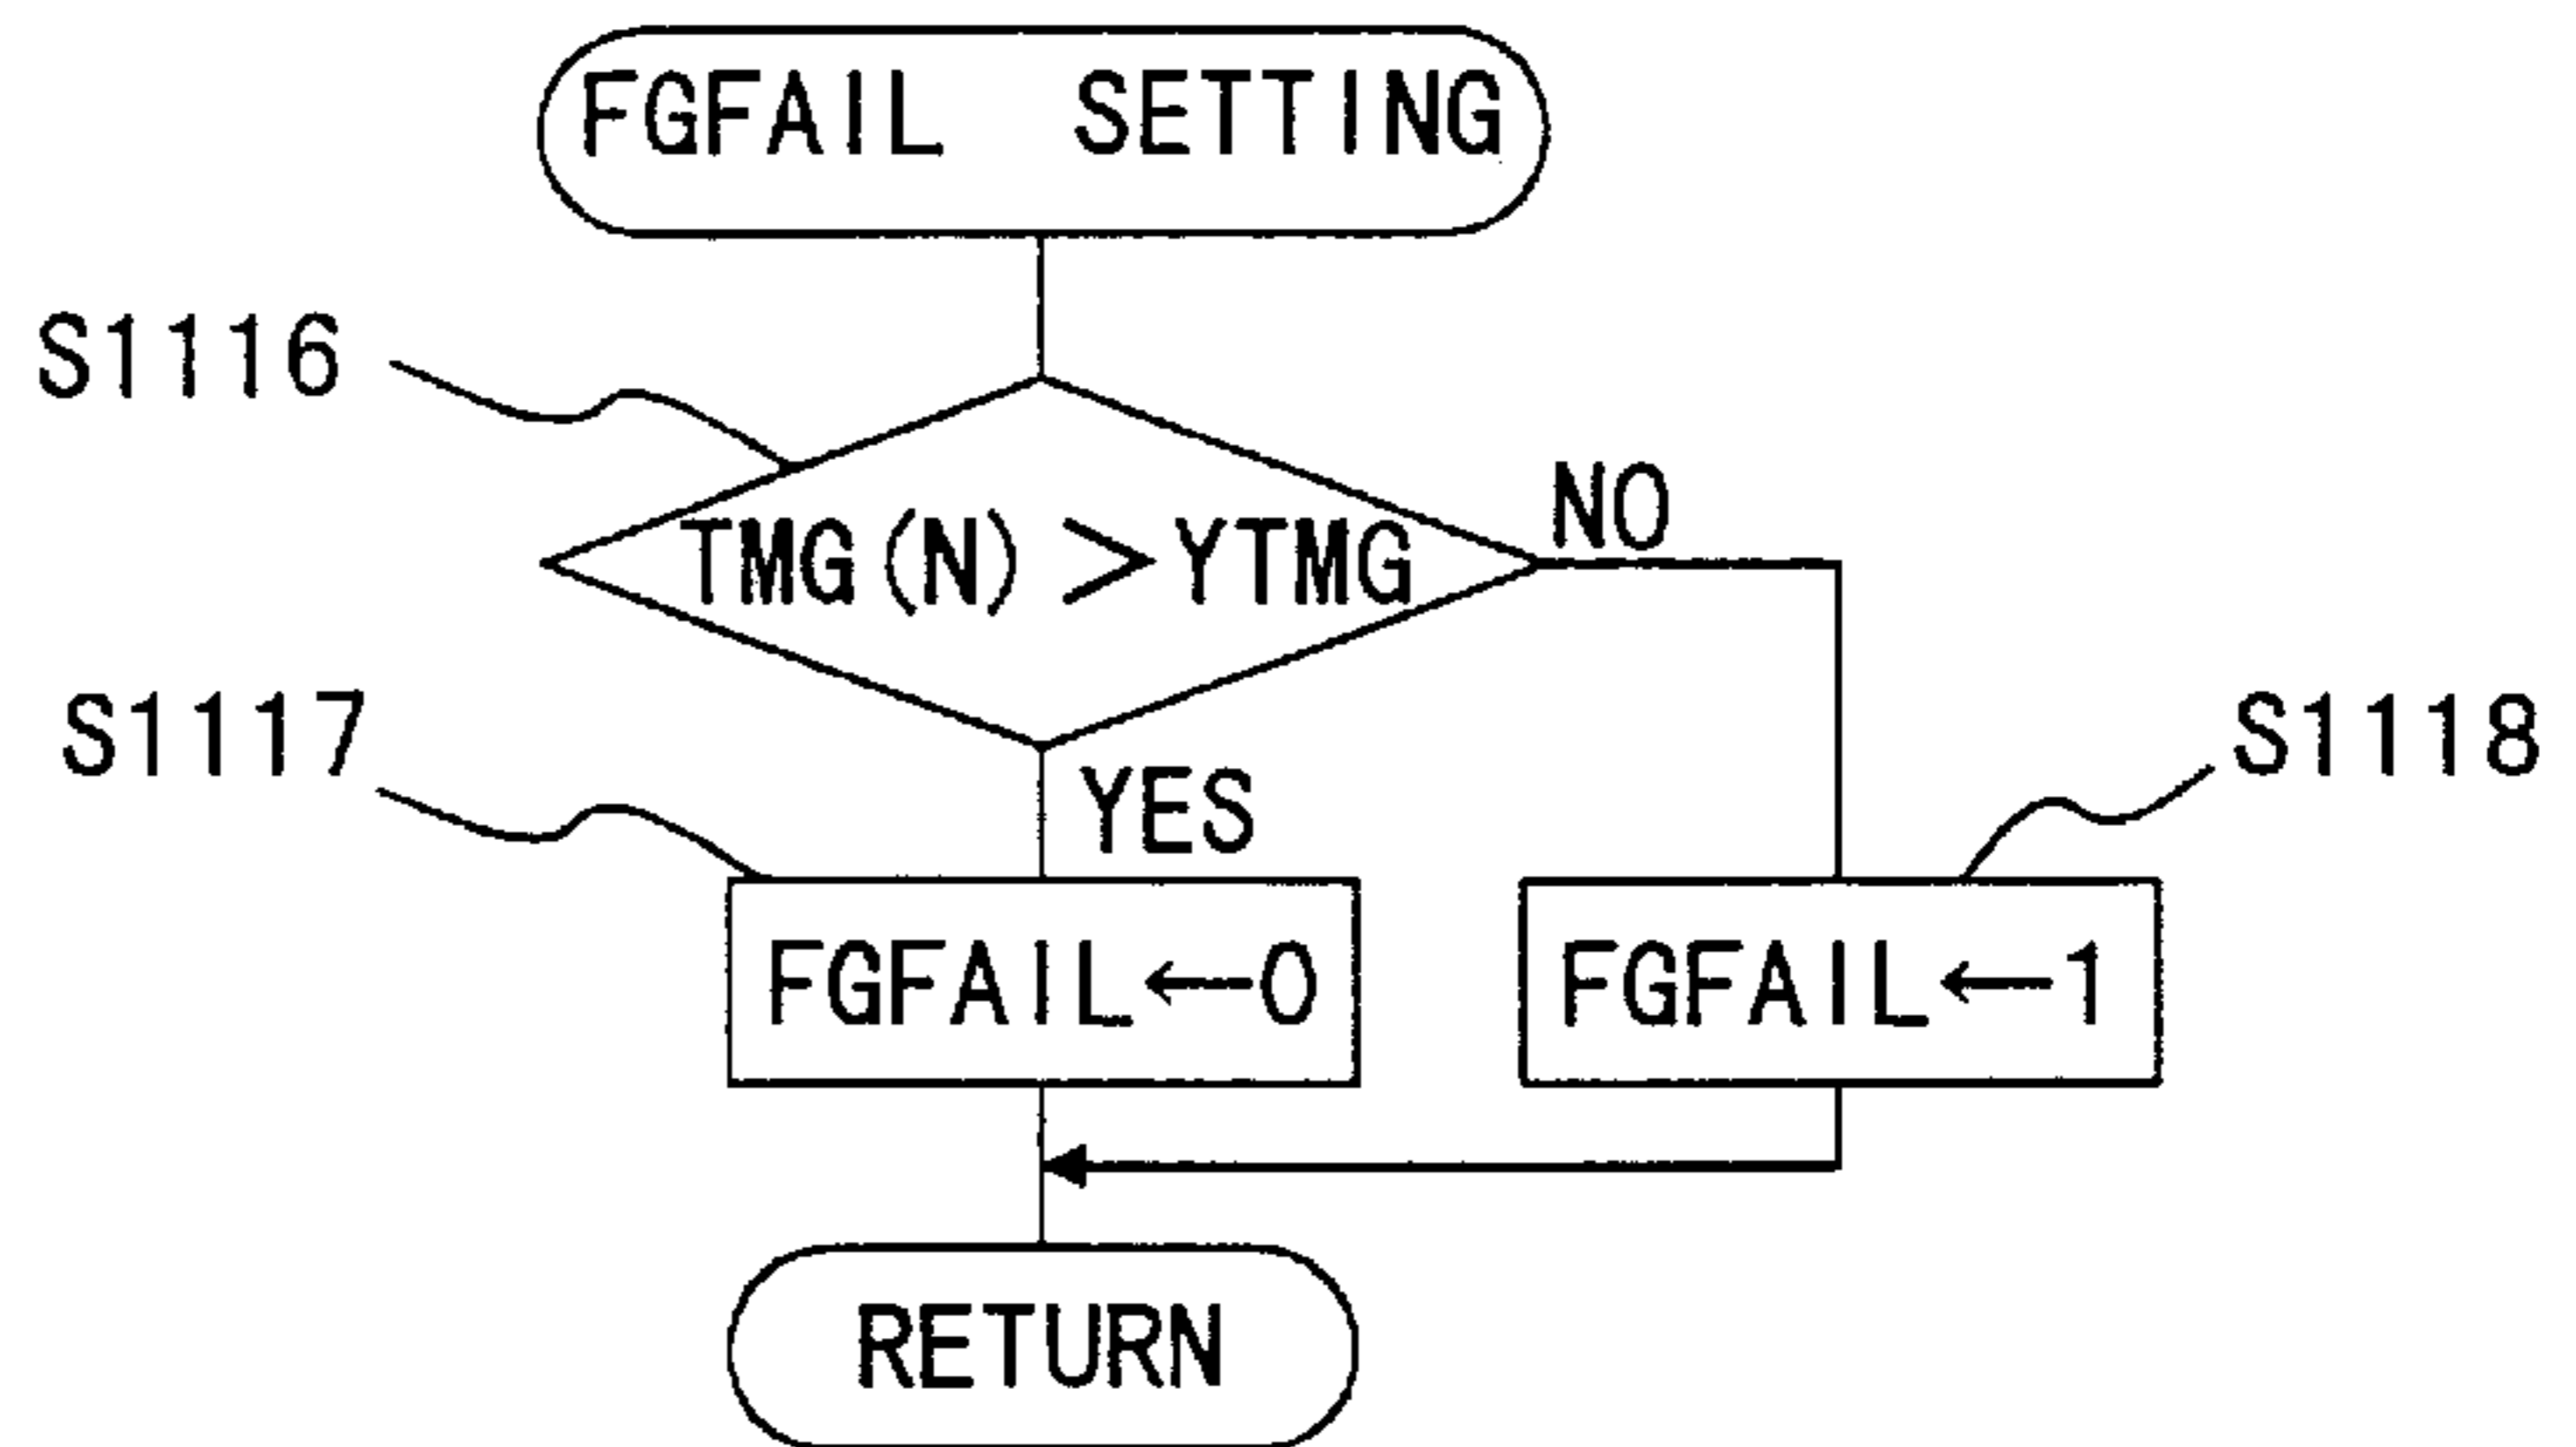 FGFAIL SETTING
S1116
TMG(N)>YTMG
NO
S1117
YES
S1118
FGFAIL←0
FGFAIL←1
RETURN